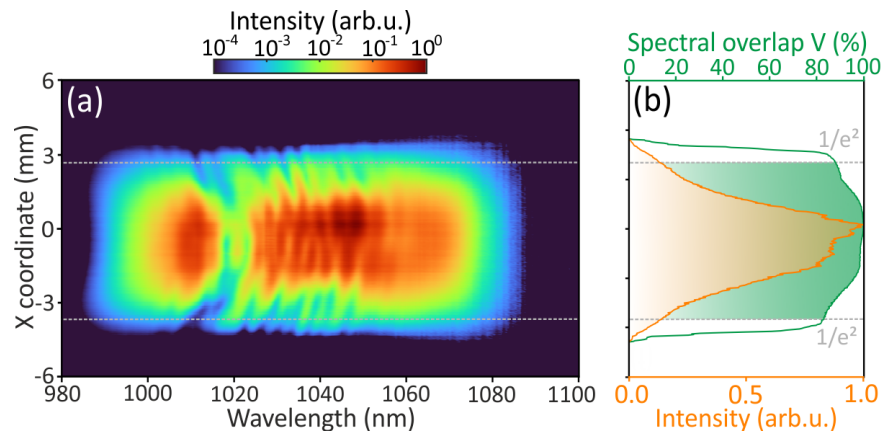 Intensity (arb.u.)
10⁻⁴ 10⁻³ 10⁻² 10⁻¹ 10⁰
Spectral overlap V (%)
0 20 40 60 80 100
6
3
0
-3
-6
X coordinate (mm)
(a)
980 1000 1020 1040 1060 1080 1100
Wavelength (nm)
(b)
1/e²
1/e²
0.0 0.5 1.0
Intensity (arb.u.)